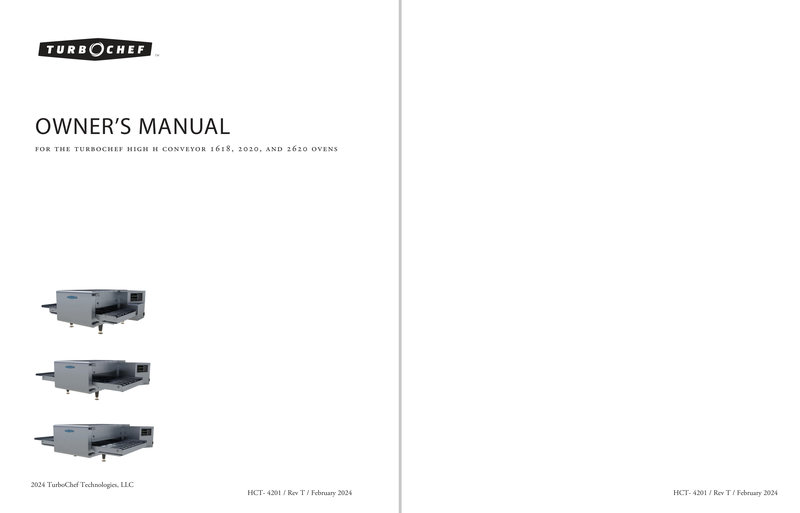 TURBOCHEF
OWNER'S MANUAL
FOR THE TURBOCHEF HIGH H CONVEYOR 1618, 2020, AND 2620 OVENS
2024 TurboChef Technologies, LLC
HCT- 4201 / Rev T / February 2024
HCT- 4201 / Rev T / February 2024